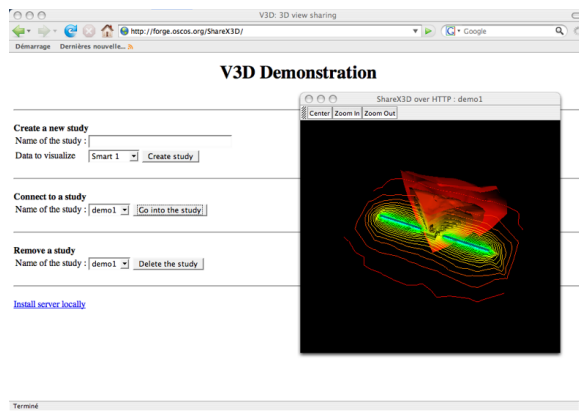 V3D: 3D view sharing
http://forge.oscos.org/ShareX3D/
Google
Démarrage Dernières nouvelle...
V3D Demonstration
ShareX3D over HTTP : demo1
Center Zoom In Zoom Out
Create a new study
Name of the study :
Data to visualize Smart 1 Create study
Connect to a study
Name of the study : demo1 Go into the study
Remove a study
Name of the study : demo1 Delete the study
Install server locally
Terminé